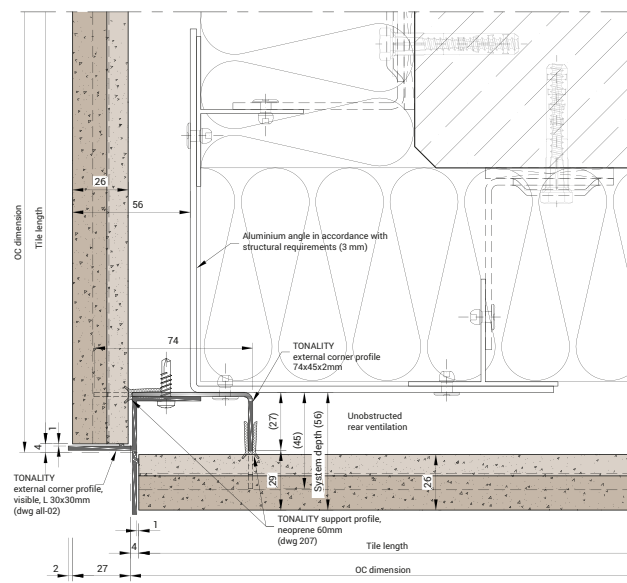 OC dimension
Tile length
26
56
Aluminium angle in accordance with
structural requirements (3 mm)
74
TONALITY
external corner profile
74x45x2mm
Unobstructed
rear ventilation
(27)
(45)
System depth (56)
29
26
1
4
TONALITY
external corner profile,
visible, L 30x30mm
(dwg all-02)
TONALITY support profile,
neoprene 60mm
(dwg 207)
1
4
Tile length
2
27
OC dimension